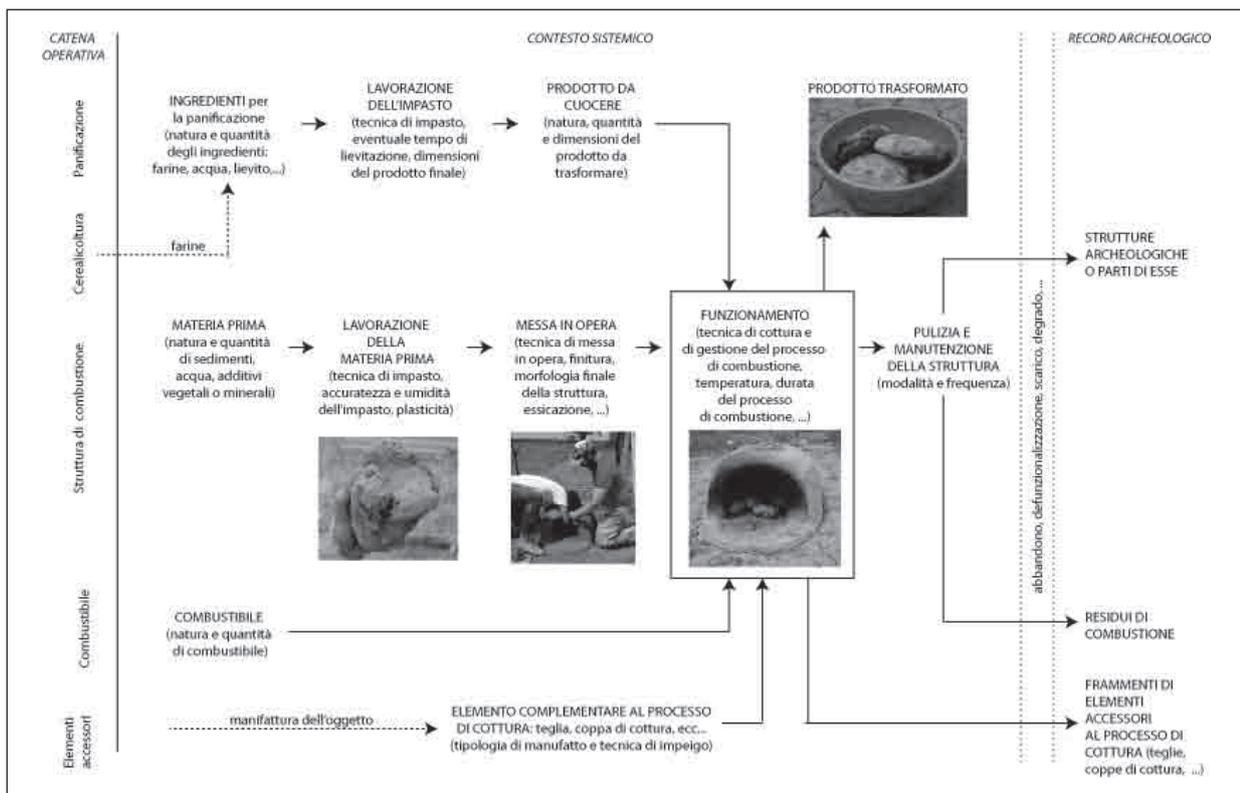 CATENA
OPERATIVA
CONTESTO SISTEMICO
RECORD ARCHEOLOGICO
Panificazione
INGREDIENTI per
la panificazione
(natura e quantità
degli ingredienti:
farine, acqua, lievito,...)
LAVORAZIONE
DELL'IMPASTO
(tecnica di impasto,
eventuale tempo di
lievitazione, dimensioni
del prodotto finale)
PRODOTTO DA
CUOCERE
(natura, quantità
e dimensioni del
prodotto da
trasformare)
PRODOTTO TRASFORMATO
Cerealicoltura
farine
STRUTTURE
ARCHEOLOGICHE
O PARTI DI ESSE
Struttura di combustione
MATERIA PRIMA
(natura e quantità
di sedimenti,
acqua, additivi
vegetali o minerali)
LAVORAZIONE
DELLA
MATERIA PRIMA
(tecnica di impasto,
accuratezza e umidità
dell'impasto, plasticità)
MESSA IN OPERA
(tecnica di messa
in opera, finitura,
morfologia finale
della struttura,
essicazione, ...)
FUNZIONAMENTO
(tecnica di cottura e
di gestione del processo
di combustione,
temperatura, durata
del processo
di combustione, ...)
PULIZIA E
MANUTENZIONE
DELLA STRUTTURA
(modalità e frequenza)
abbandono, defunzionalizzazione, scarico, degrado, ...
Combustibile
COMBUSTIBILE
(natura e quantità
di combustibile)
RESIDUI DI
COMBUSTIONE
Elementi
accessori
manifattura dell'oggetto
ELEMENTO COMPLEMENTARE AL PROCESSO
DI COTTURA: teglia, coppa di cottura, ecc...
(tipologia di manufatto e tecnica di impeigo)
FRAMMENTI DI
ELEMENTI
ACCESSORI
AL PROCESSO DI
COTTURA (teglie,
coppe di cottura, ...)